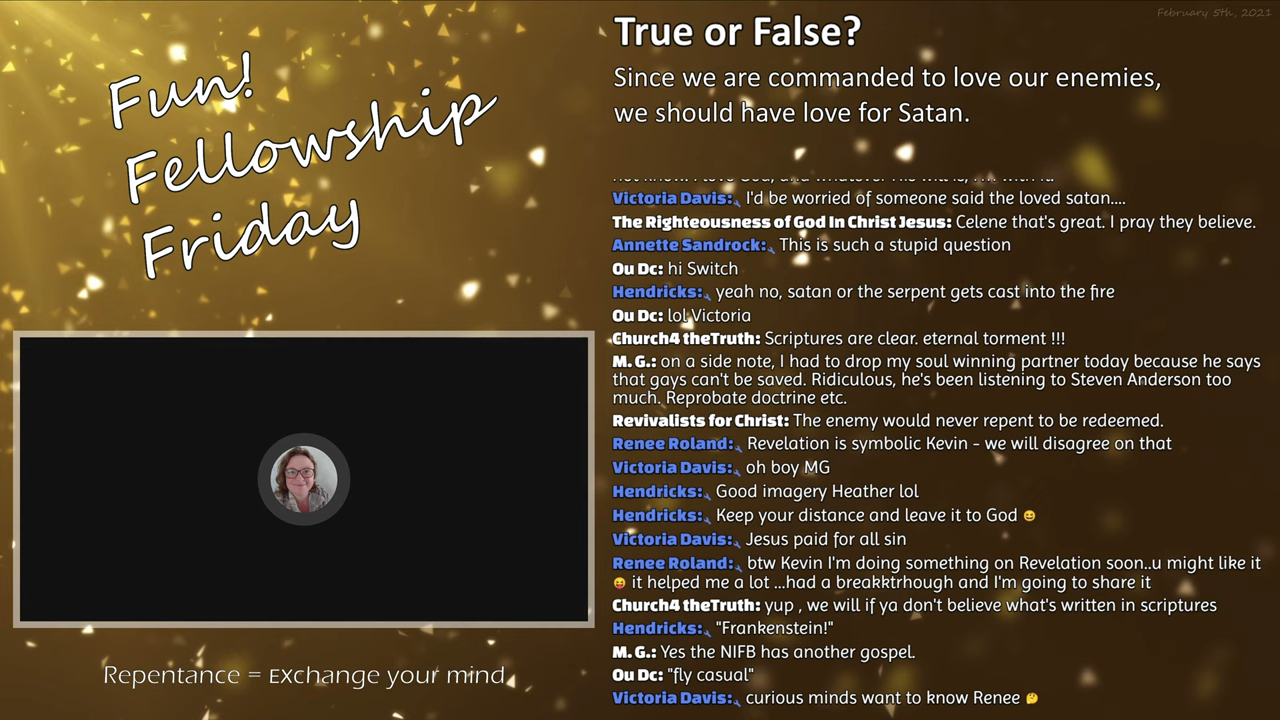 Fun!
Fellowship
Friday
Repentance = EXchange your mind
February 5th, 2021
True or False?
Since we are commanded to love our enemies,
we should have love for Satan.
Victoria Davis: I'd be worried of someone said the loved satan....
The Righteousness of God In Christ Jesus: Celene that's great. I pray they believe.
Annette Sandrock: This is such a stupid question
Ou Dc: hi Switch
Hendricks: yeah no, satan or the serpent gets cast into the fire
Ou Dc: lol Victoria
Church4 theTruth: Scriptures are clear. eternal torment !!!
M. G.: on a side note, I had to drop my soul winning partner today because he says
that gays can't be saved. Ridiculous, he's been listening to Steven Anderson too
much. Reprobate doctrine etc.
Revivalists for Christ: The enemy would never repent to be redeemed.
Renee Roland: Revelation is symbolic Kevin - we will disagree on that
Victoria Davis: oh boy MG
Hendricks: Good imagery Heather lol
Hendricks: Keep your distance and leave it to God 😄
Victoria Davis: Jesus paid for all sin
Renee Roland: btw Kevin I'm doing something on Revelation soon..u might like it
😝 it helped me a lot ...had a breakktrhough and I'm going to share it
Church4 theTruth: yup , we will if ya don't believe what's written in scriptures
Hendricks: "Frankenstein!"
M. G.: Yes the NIFB has another gospel.
Ou Dc: "fly casual"
Victoria Davis: curious minds want to know Renee 🤔